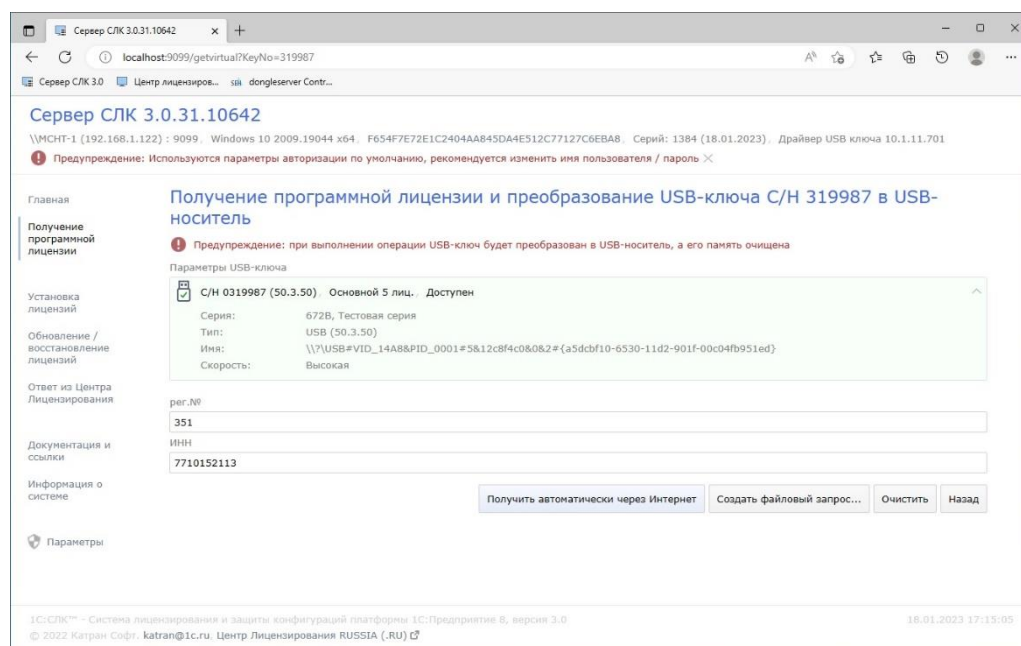 Сервер СЛК 3.0.31.10642
localhost:9099/getvirtual?KeyNo=319987
Сервер СЛК 3.0 Центр лицензиров... dongleserver Contr...
Сервер СЛК 3.0.31.10642
\\МСНТ-1 (192.168.1.122) : 9099, Windows 10 2009.19044 x64, F654F7E72E1C2404AA845DA4E512C77127C6EBA8, Серий: 1384 (18.01.2023), Драйвер USB ключа 10.1.11.701
Предупреждение: Используются параметры авторизации по умолчанию, рекомендуется изменить имя пользователя / пароль
Главная
Получение
программной
лицензии
Установка
лицензий
Обновление /
восстановление
лицензий
Ответ из Центра
Лицензирования
Документация и
ссылки
Информация о
системе
Параметры
Получение программной лицензии и преобразование USB-ключа С/Н 319987 в USB-
носитель
Предупреждение: при выполнении операции USB-ключ будет преобразован в USB-носитель, а его память очищена
Параметры USB-ключа
С/Н 0319987 (50.3.50), Основной 5 лиц., Доступен
Серия: 672B, Тестовая серия
Тип: USB (50.3.50)
Имя: \\?\USB#VID_14A8&PID_0001#5&12c8f4c0&0&2#{a5dcbf10-6530-11d2-901f-00c04fb951ed}
Скорость: Высокая
рег.№
351
ИНН
7710152113
Получить автоматически через Интернет Создать файловый запрос... Очистить Назад
1С:СЛК™ - Система лицензирования и защиты конфигураций платформы 1С:Предприятие 8, версия 3.0 18.01.2023 17:15:05
© 2022 Катран Софт, katran@1c.ru, Центр Лицензирования RUSSIA (.RU)